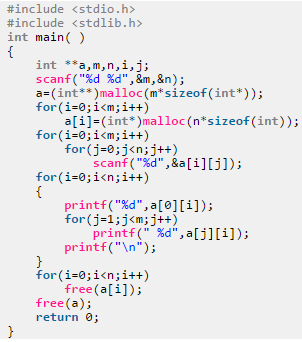 #include <stdio.h>
#include <stdlib.h>
int main( )
{
    int **a,m,n,i,j;
    scanf("%d %d",&m,&n);
    a=(int**)malloc(m*sizeof(int*));
    for(i=0;i<m;i++)
        a[i]=(int*)malloc(n*sizeof(int));
    for(i=0;i<m;i++)
        for(j=0;j<n;j++)
            scanf("%d",&a[i][j]);
    for(i=0;i<n;i++)
    {
        printf("%d",a[0][i]);
        for(j=1;j<m;j++)
            printf(" %d",a[j][i]);
        printf("\n");
    }
    for(i=0;i<n;i++)
        free(a[i]);
    free(a);
    return 0;
}